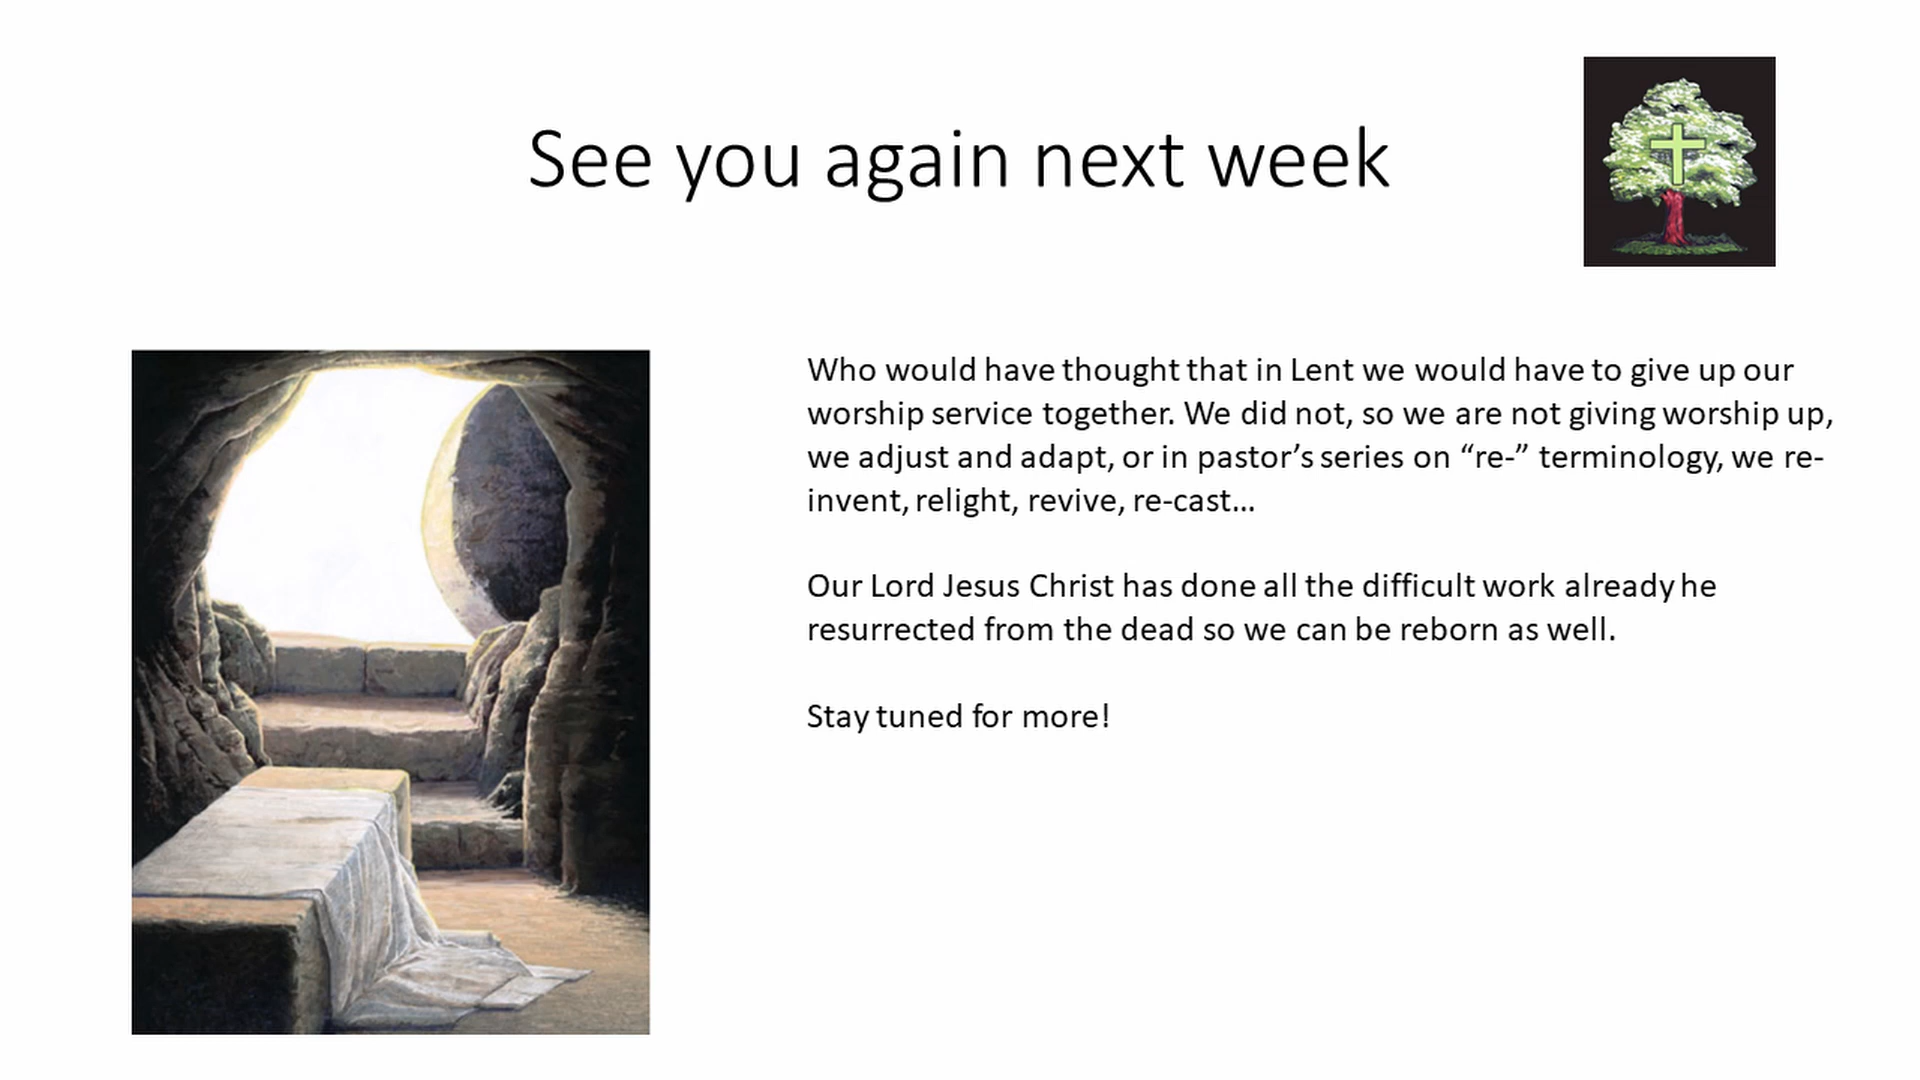 See you again next week
Who would have thought that in Lent we would have to give up our
worship service together. We did not, so we are not giving worship up,
we adjust and adapt, or in pastor’s series on “re-” terminology, we re-
invent, relight, revive, re-cast…
Our Lord Jesus Christ has done all the difficult work already he
resurrected from the dead so we can be reborn as well.
Stay tuned for more!